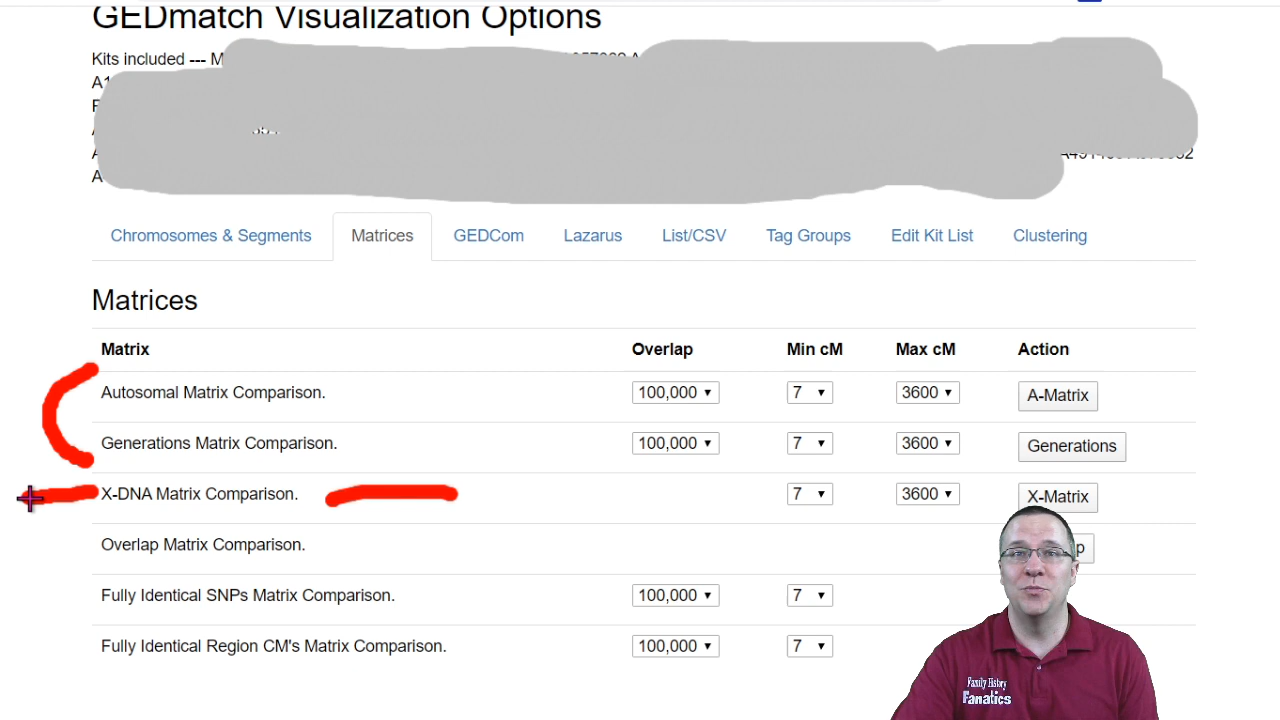 GEDmatch Visualization Options
Kits included --- M
A1
Chromosomes & Segments Matrices GEDCom Lazarus List/CSV Tag Groups Edit Kit List Clustering
Matrices
Matrix Overlap Min cM Max cM Action
Autosomal Matrix Comparison. 100,000 7 3600 A-Matrix
Generations Matrix Comparison. 100,000 7 3600 Generations
X-DNA Matrix Comparison. 7 3600 X-Matrix
Overlap Matrix Comparison. p
Fully Identical SNPs Matrix Comparison. 100,000 7
Fully Identical Region CM's Matrix Comparison. 100,000 7
Family History
Fanatics